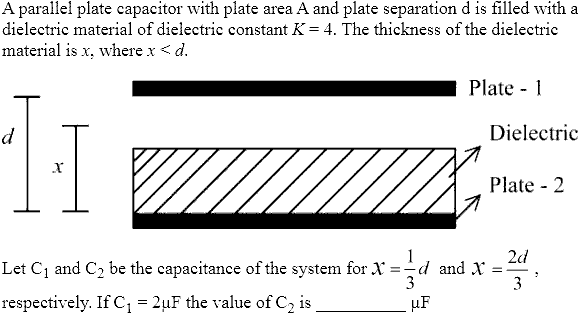 A parallel plate capacitor with plate area A and plate separation d is filled with a
dielectric material of dielectric constant K = 4. The thickness of the dielectric
material is x, where x < d.
Plate - 1
d
Dielectric
x
Plate - 2
Let C₁ and C₂ be the capacitance of the system for x = 1/3 d and x = 2d/3 ,
respectively. If C₁ = 2μF the value of C₂ is __________ μF